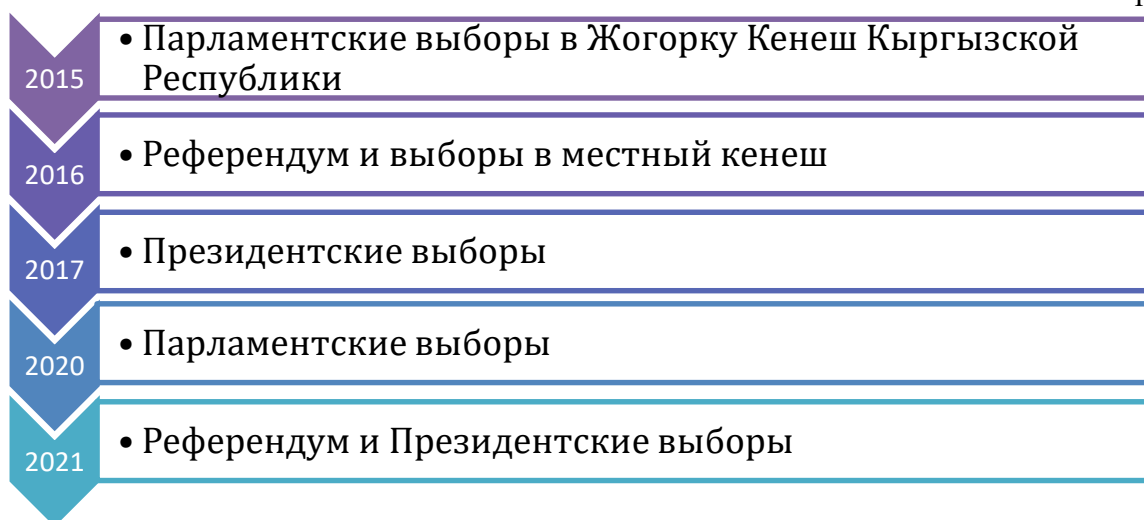 2015
• Парламентские выборы в Жогорку Кенеш Кыргызской
Республики
2016
• Референдум и выборы в местный кенеш
2017
• Президентские выборы
2020
• Парламентские выборы
2021
• Референдум и Президентские выборы